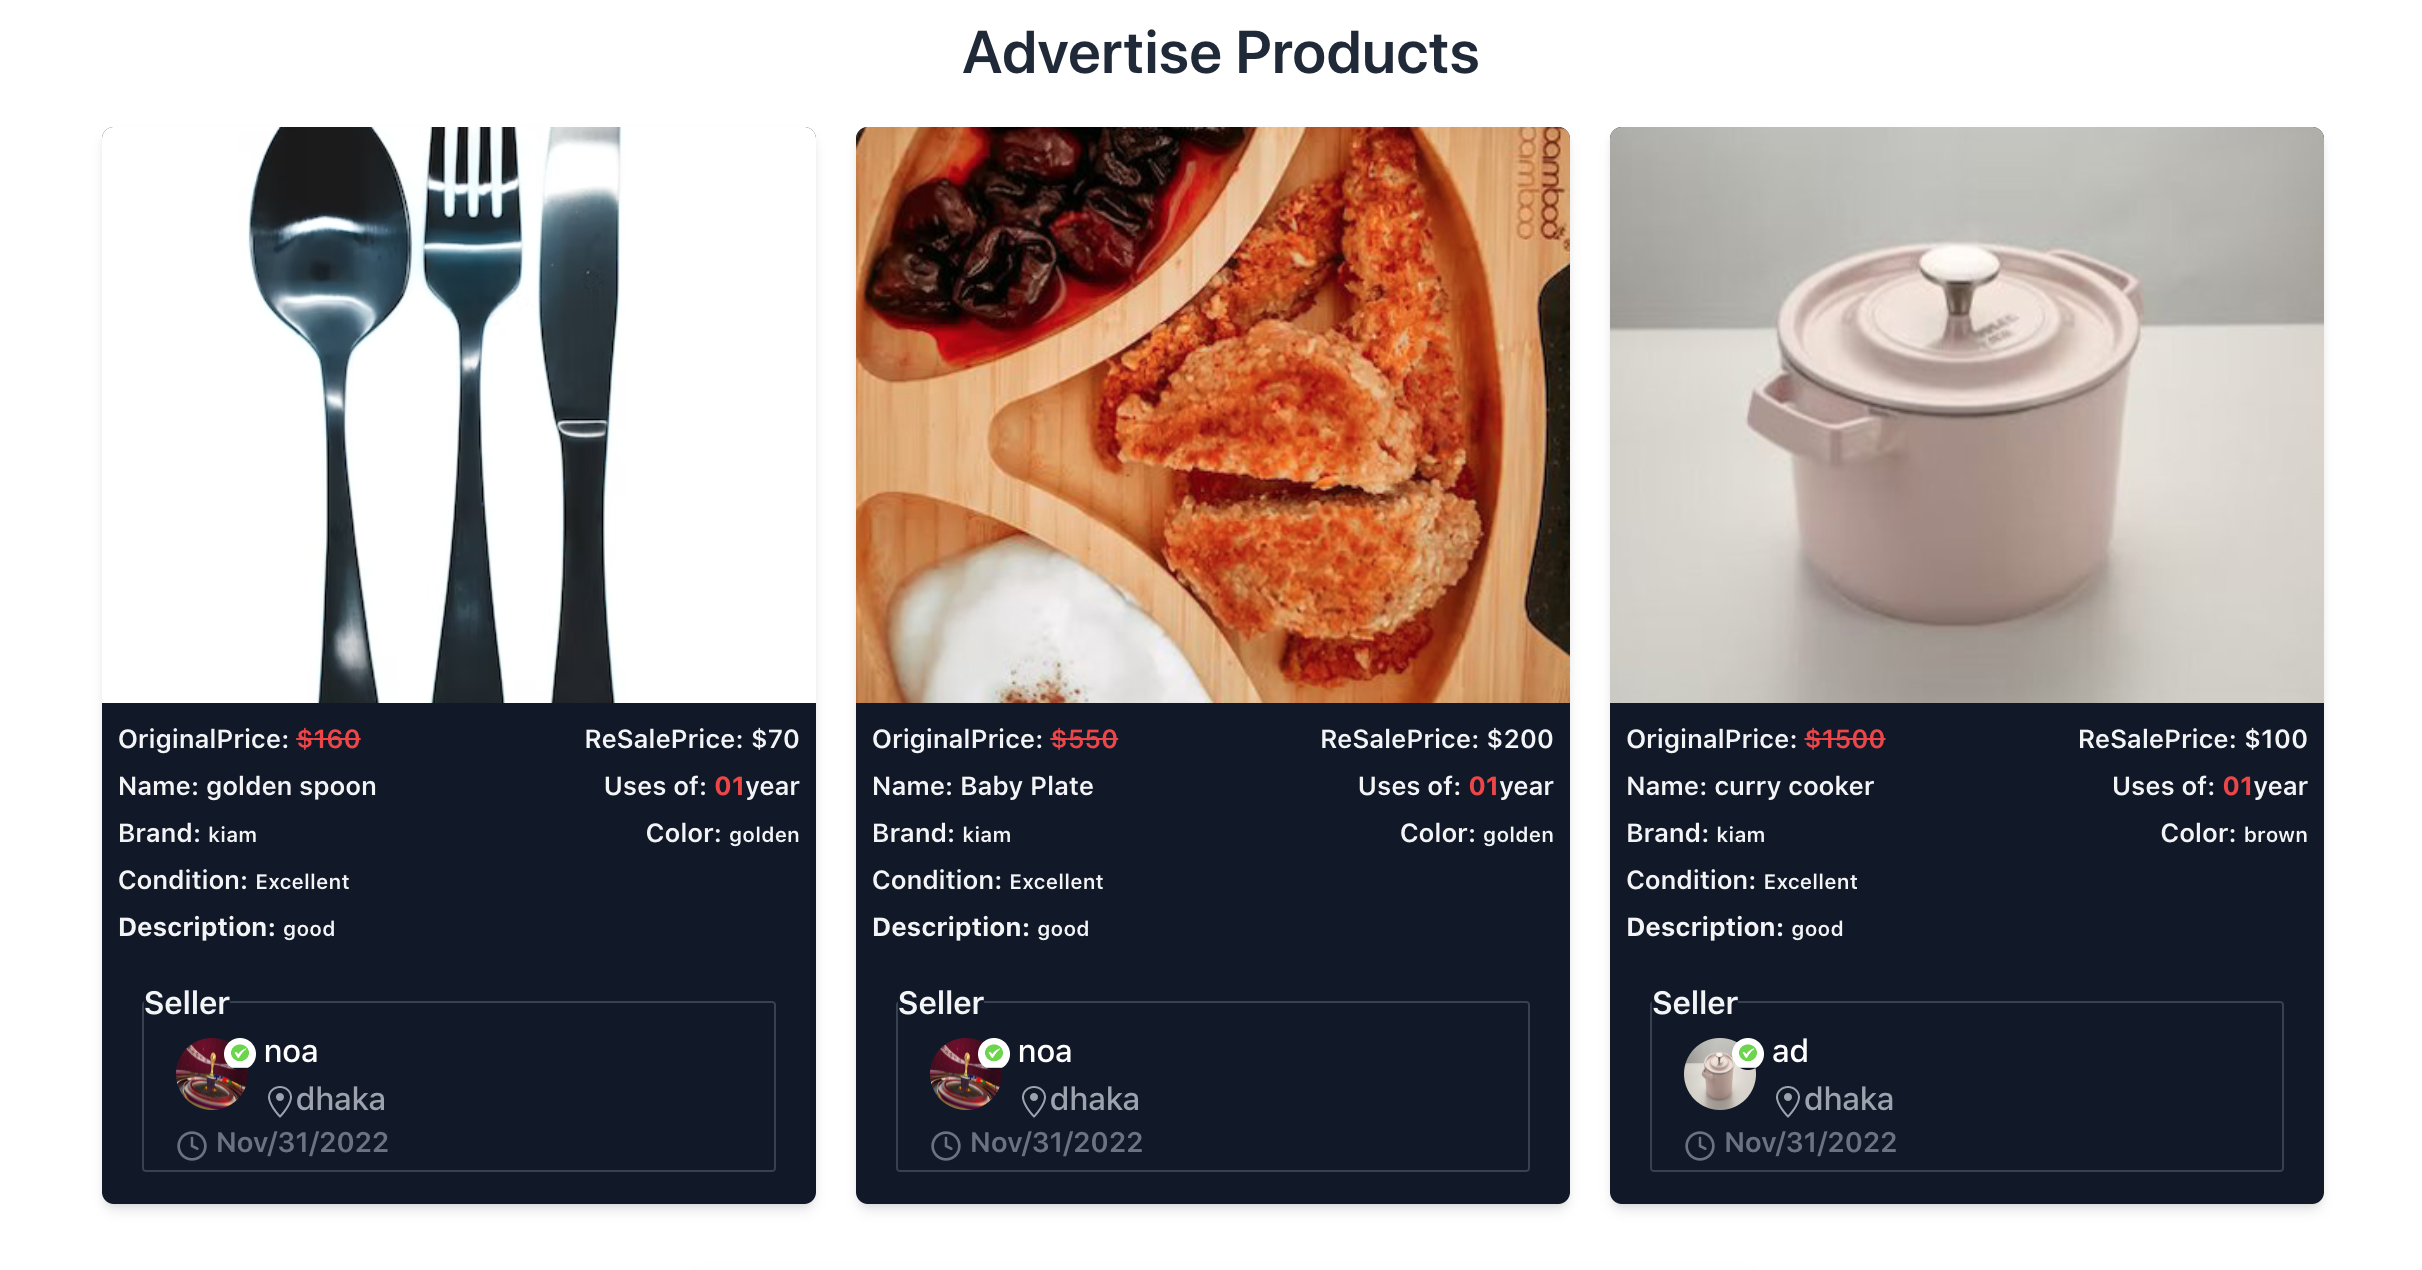 Advertise Products
bamboo
bamboo
OriginalPrice: $160 ReSalePrice: $70
Name: golden spoon Uses of: 01year
Brand: kiam Color: golden
Condition: Excellent
Description: good
Seller
noa
dhaka
Nov/31/2022
OriginalPrice: $550 ReSalePrice: $200
Name: Baby Plate Uses of: 01year
Brand: kiam Color: golden
Condition: Excellent
Description: good
Seller
noa
dhaka
Nov/31/2022
OriginalPrice: $1500 ReSalePrice: $100
Name: curry cooker Uses of: 01year
Brand: kiam Color: brown
Condition: Excellent
Description: good
Seller
ad
dhaka
Nov/31/2022